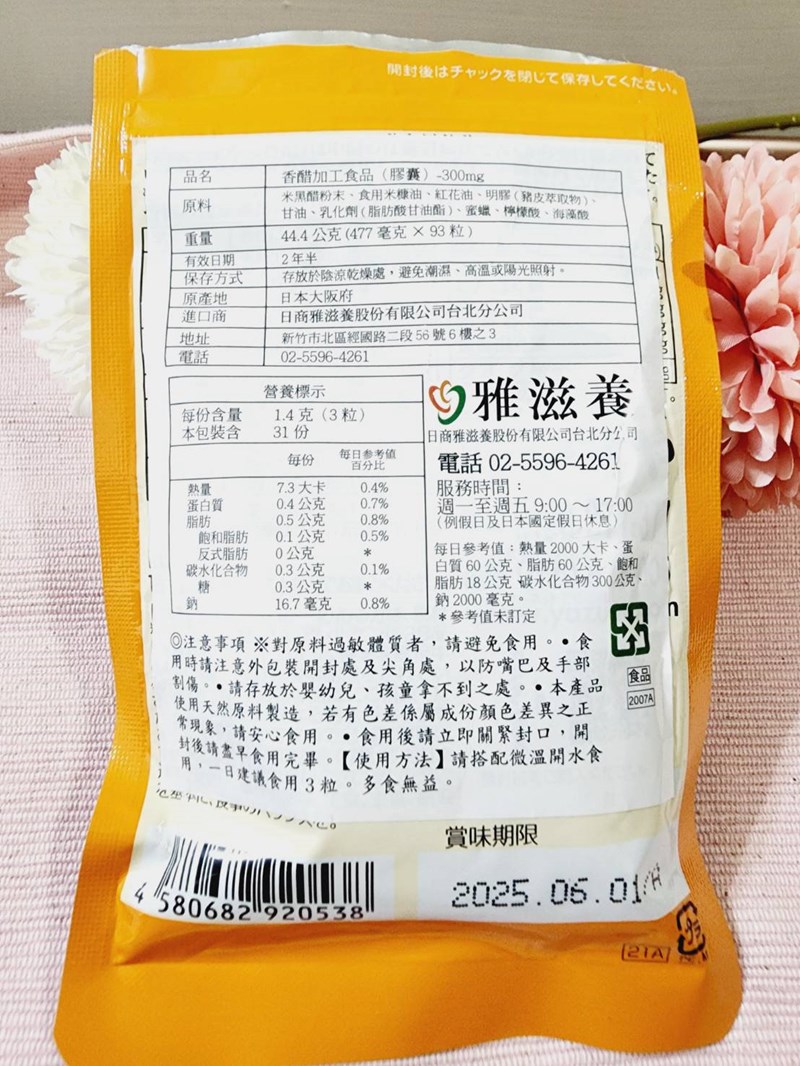 開封後はチャックを閉じて保存してください。
品名 香醋加工食品（膠囊）-300mg
原料 米黑醋粉末、食用米糠油、紅花油、明膠（豬皮萃取物）、
甘油、乳化劑（脂肪酸甘油酯）、蜜蠟、檸檬酸、海藻酸
重量 44.4 公克 (477 毫克 × 93 粒)
有效日期 2 年半
保存方式 存放於陰涼乾燥處，避免潮濕、高溫或陽光照射。
原產地 日本大阪府
進口商 日商雅滋養股份有限公司台北分公司
地址 新竹市北區經國路二段 56 號 6 樓之 3
電話 02-5596-4261
營養標示
每份含量 1.4 克（3 粒）
本包裝含 31 份
每份 每日參考值
百分比
熱量 7.3 大卡 0.4%
蛋白質 0.4 公克 0.7%
脂肪 0.5 公克 0.8%
飽和脂肪 0.1 公克 0.5%
反式脂肪 0 公克 *
碳水化合物 0.3 公克 0.1%
糖 0.3 公克 *
鈉 16.7 毫克 0.8%
雅滋養
日商雅滋養股份有限公司台北分公司
電話 02-5596-4261
服務時間：
週一至週五 9:00 ～ 17:00
（例假日及日本國定假日休息）
每日參考值：熱量 2000 大卡、蛋
白質 60 公克、脂肪 60 公克、飽和
脂肪 18 公克、碳水化合物 300 公克、
鈉 2000 毫克。
＊參考值未訂定
◎注意事項 ※對原料過敏體質者，請避免食用。•食
用時請注意外包裝開封處及尖角處，以防嘴巴及手部
割傷。•請存放於嬰幼兒、孩童拿不到之處。•本產品
使用天然原料製造，若有色差係屬成份顏色差異之正
常現象，請安心食用。•食用後請立即關緊封口，開
封後請盡早食用完畢。【使用方法】請搭配微溫開水食
用，一日建議食用 3 粒。多食無益。
食品
2007A
賞味期限
2025.06.01
4 580682 920538
21A